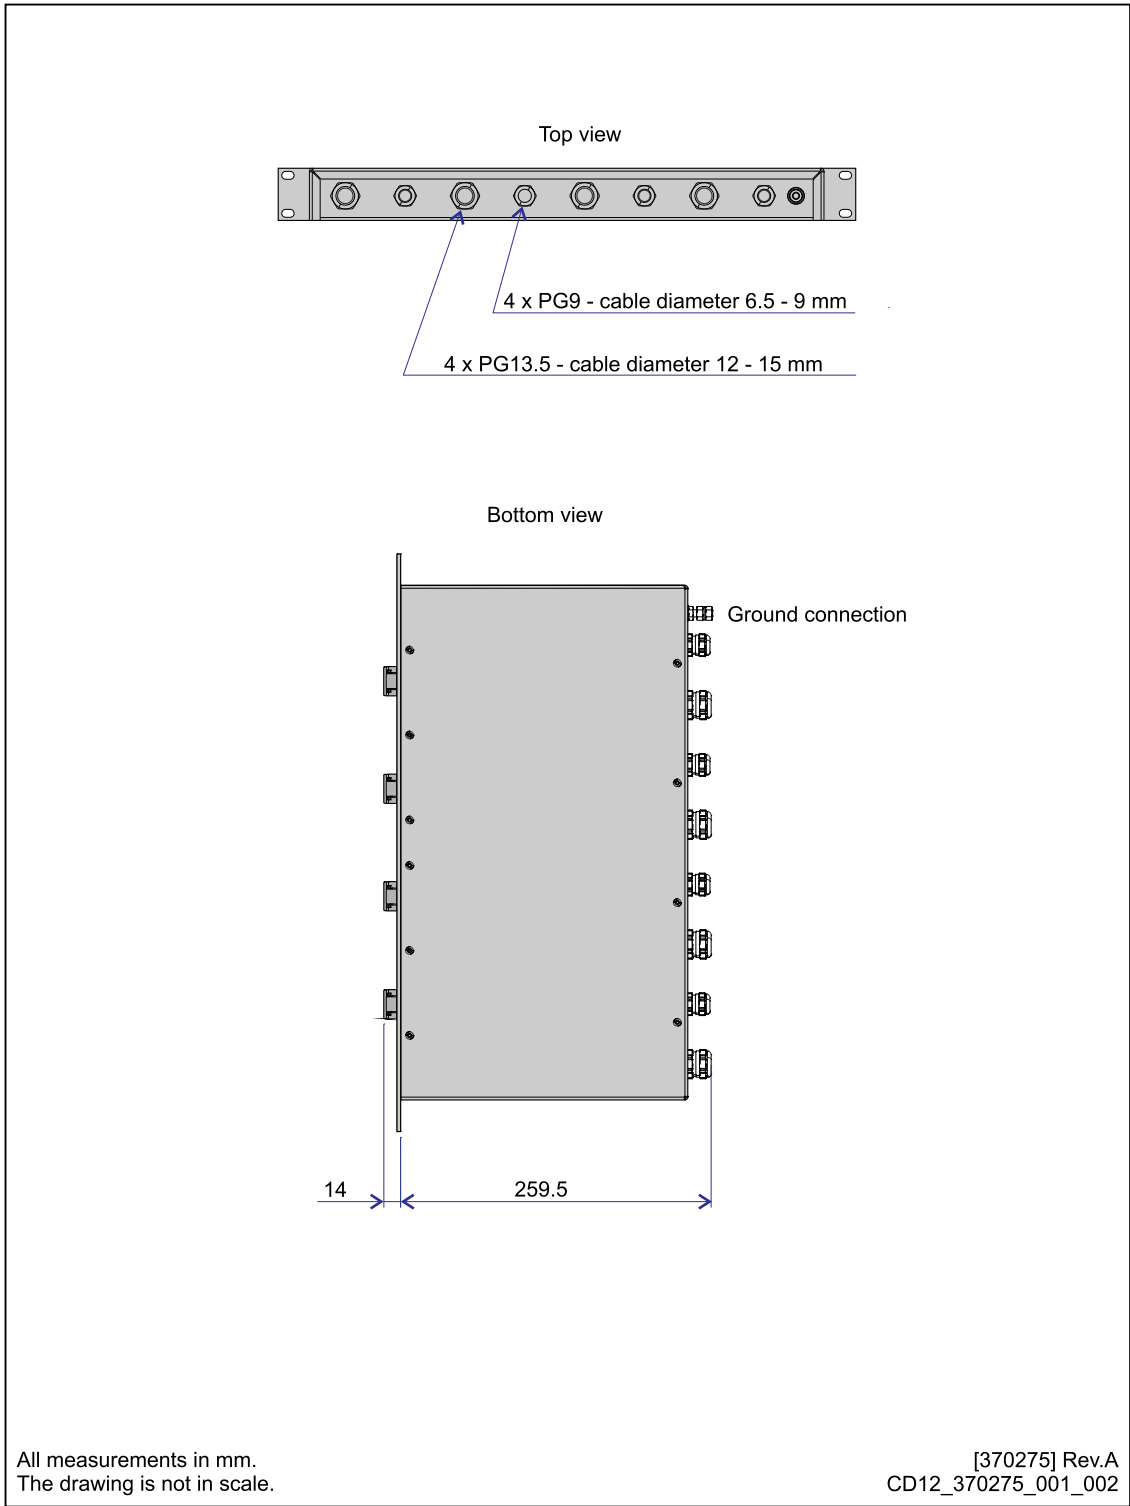 Top view
4 x PG9 - cable diameter 6.5 - 9 mm
4 x PG13.5 - cable diameter 12 - 15 mm
Bottom view
Ground connection
14
259.5
All measurements in mm.
The drawing is not in scale.
[370275] Rev.A
CD12_370275_001_002